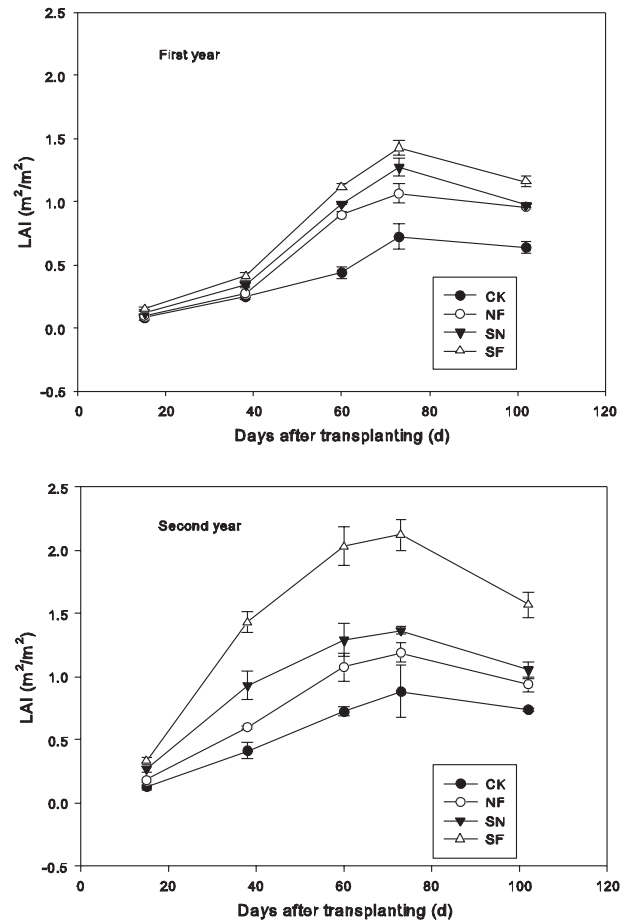 2.5
First year
2.0
1.5
1.0
0.5
0.0
-0.5
LAI (m²/m²)
CK
NF
SN
SF
0 20 40 60 80 100 120
Days after transplanting (d)
2.5
Second year
2.0
1.5
1.0
0.5
0.0
-0.5
LAI (m²/m²)
CK
NF
SN
SF
0 20 40 60 80 100 120
Days after transplanting (d)